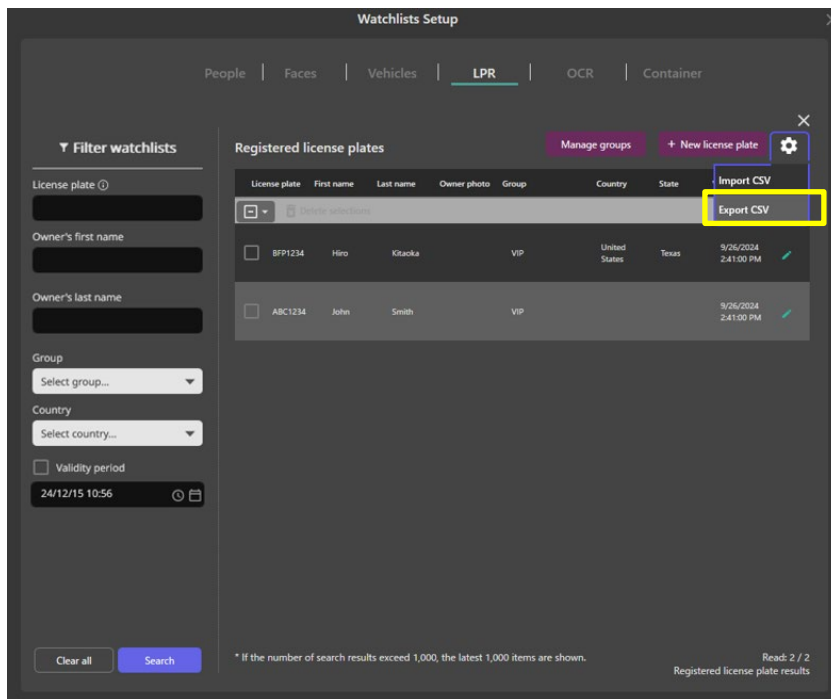 Watchlists Setup
People | Faces | Vehicles | LPR | OCR | Container
Filter watchlists
License plate
Owner's first name
Owner's last name
Group
Select group...
Country
Select country...
Validity period
24/12/15 10:56
Clear all
Search
Registered license plates
Manage groups
+ New license plate
Import CSV
Export CSV
License plate First name Last name Owner photo Group Country State
Delete selections
BFP1234 Hiro Kitaoka VIP United States Texas 9/26/2024 2:41:00 PM
ABC1234 John Smith VIP 9/26/2024 2:41:00 PM
* If the number of search results exceed 1,000, the latest 1,000 items are shown.
Read: 2 / 2
Registered license plate results